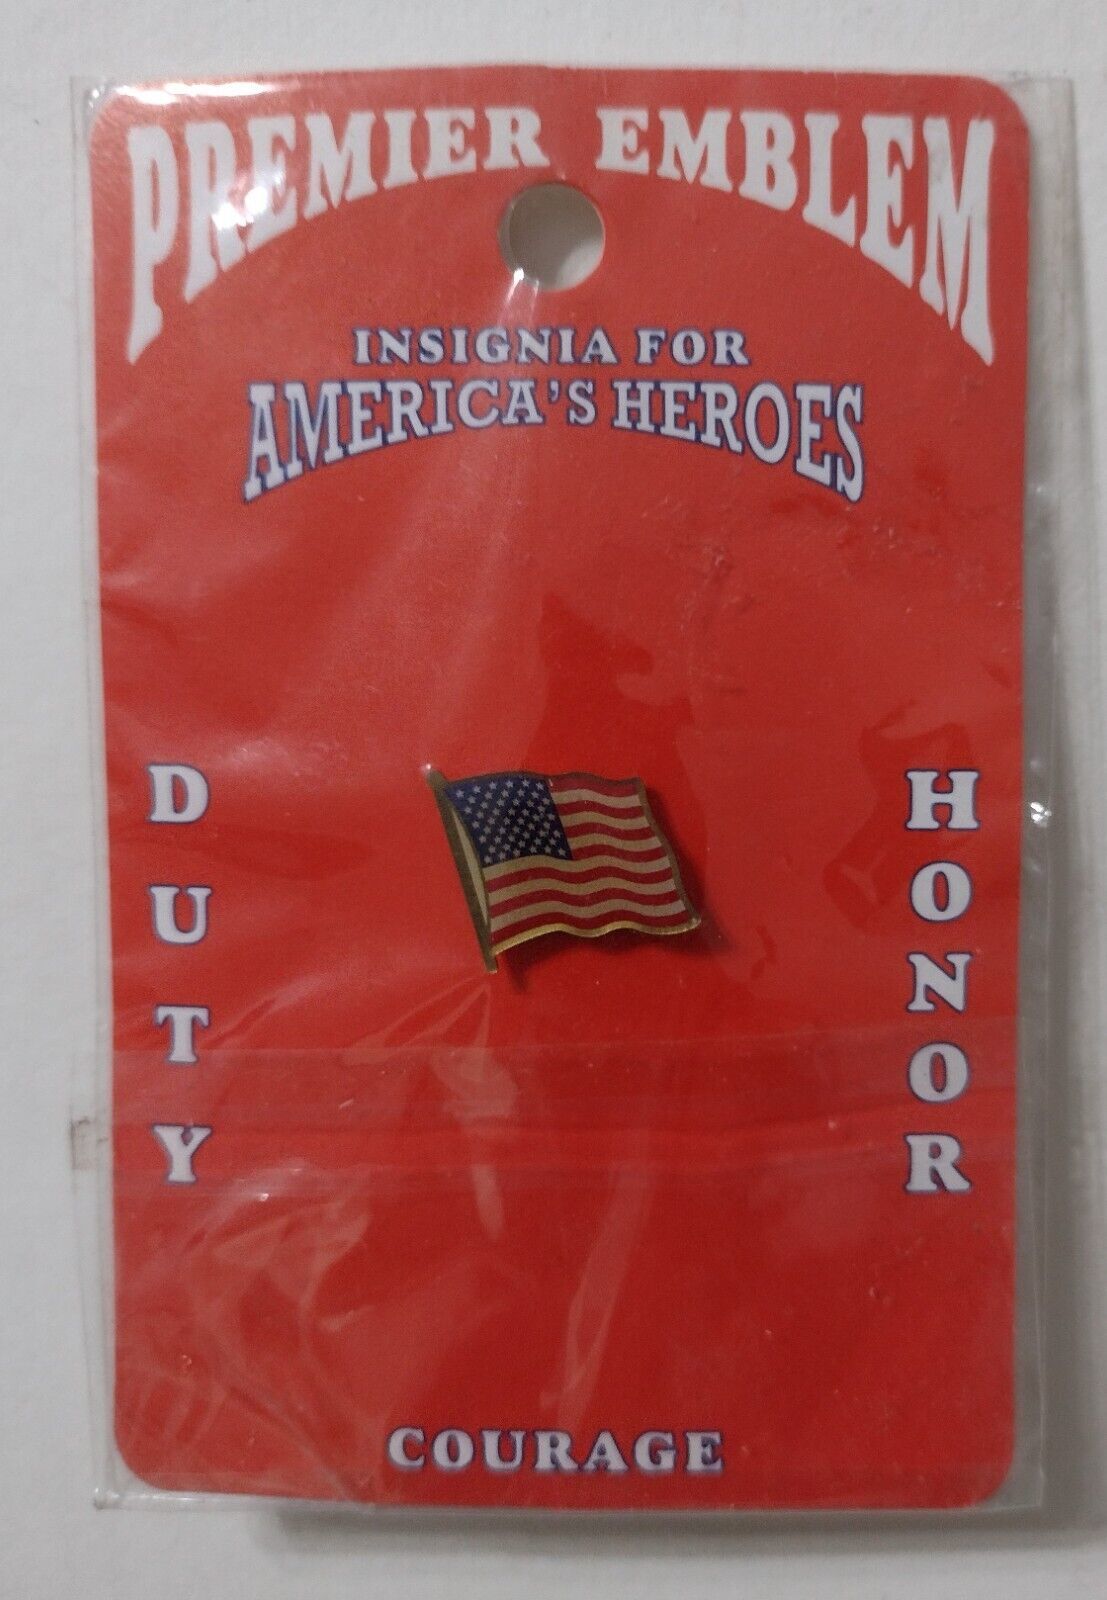 PREMIER EMBLEM
INSIGNIA FOR
AMERICA'S HEROES
DUTY
HONOR
COURAGE